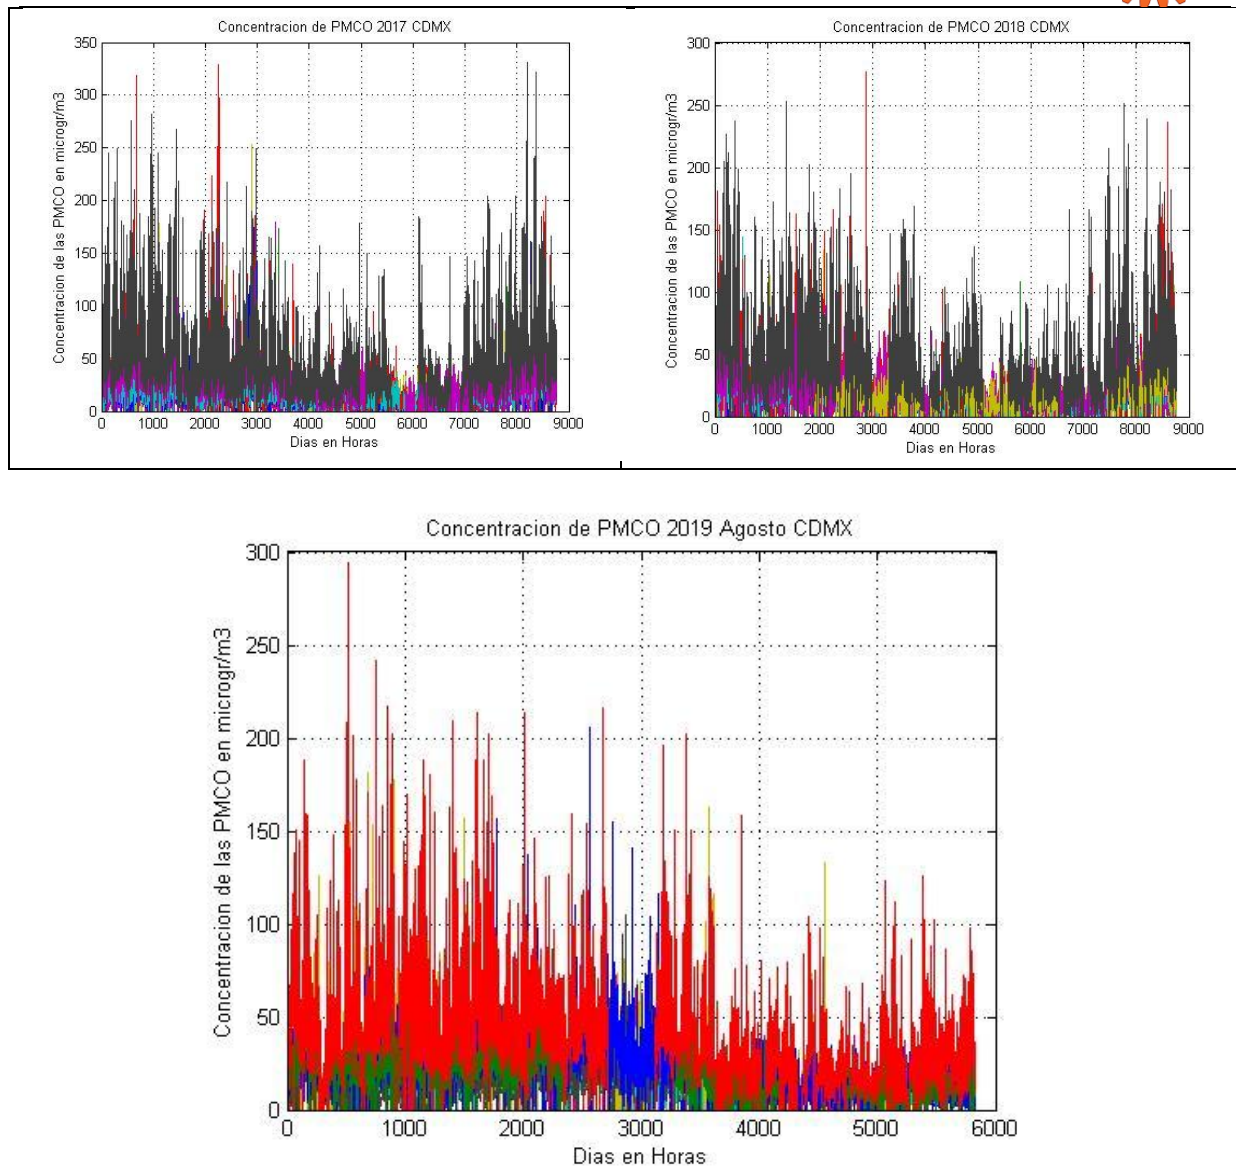 Concentracion de PMCO 2017 CDMX
Concentracion de las PMCO en microgr/m3
350
300
250
200
150
100
50
0
0 1000 2000 3000 4000 5000 6000 7000 8000 9000
Dias en Horas
Concentracion de PMCO 2018 CDMX
Concentracion de las PMCO en microgr/m3
300
250
200
150
100
50
0
0 1000 2000 3000 4000 5000 6000 7000 8000 9000
Dias en Horas
Concentracion de PMCO 2019 Agosto CDMX
Concentracion de las PMCO en microgr/m3
300
250
200
150
100
50
0
0 1000 2000 3000 4000 5000 6000
Dias en Horas